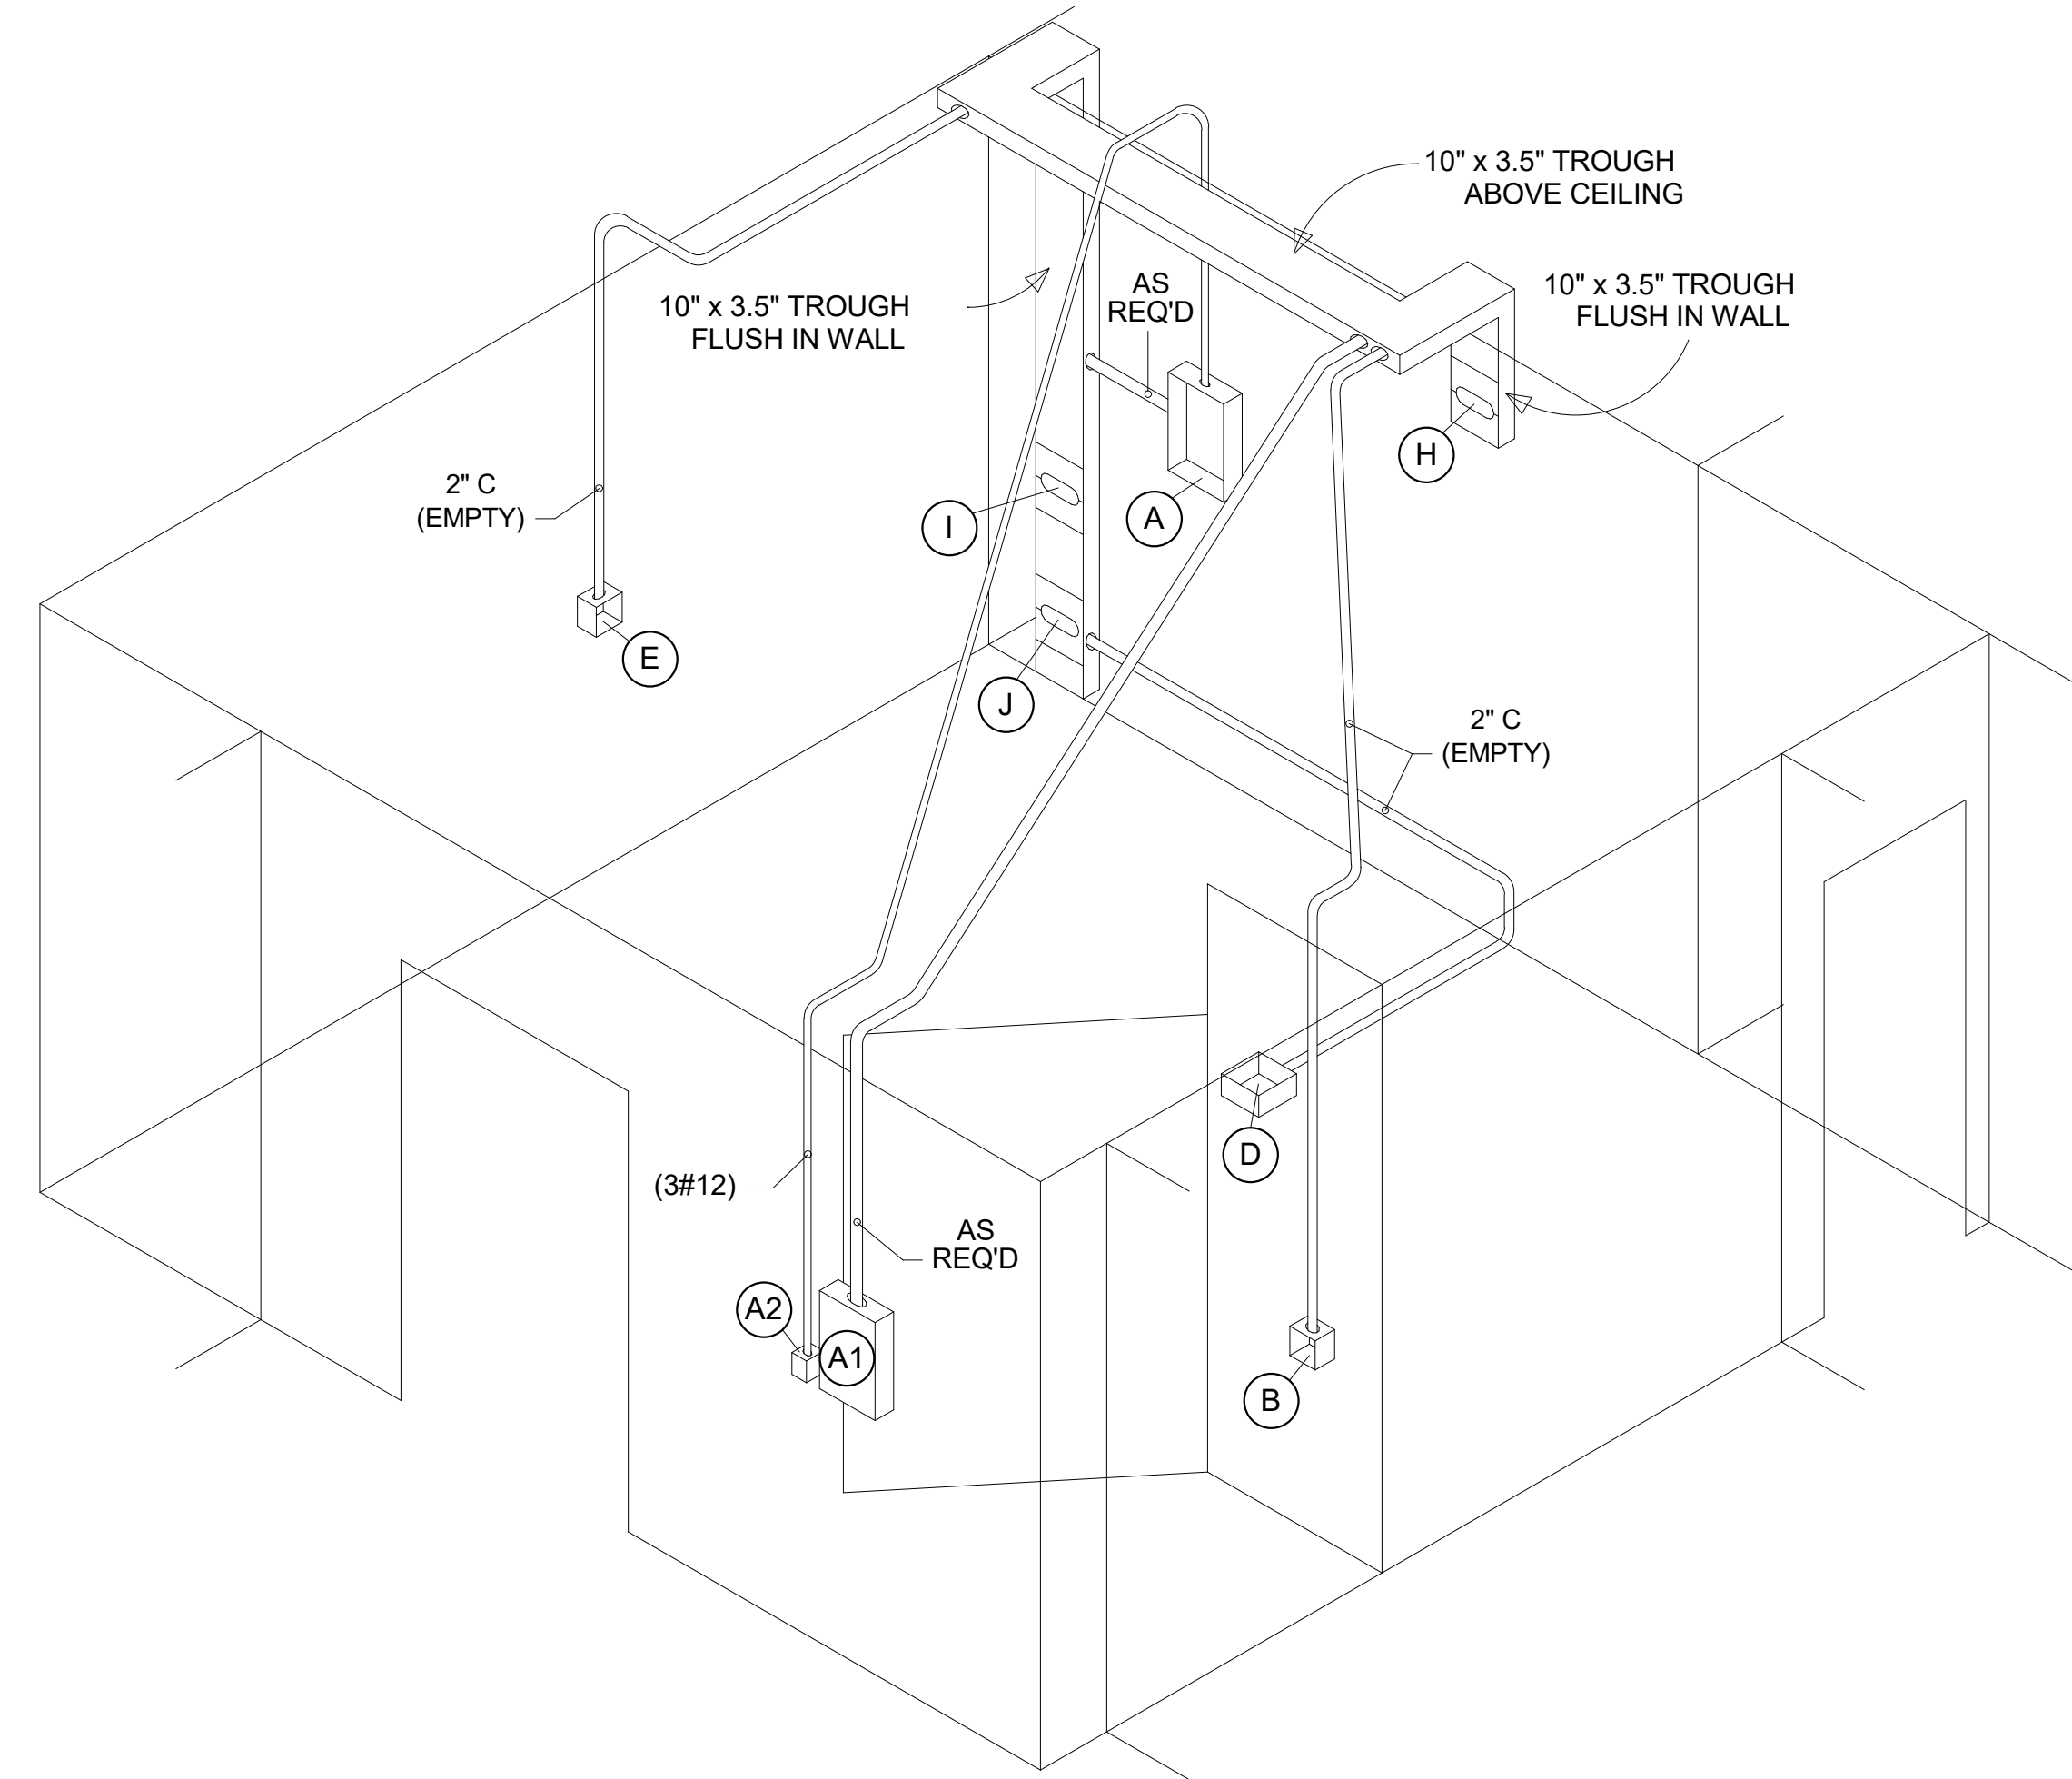 10" x 3.5" TROUGH
ABOVE CEILING
10" x 3.5" TROUGH
FLUSH IN WALL
AS
REQ'D
10" x 3.5" TROUGH
FLUSH IN WALL
H
2" C
(EMPTY)
I
A
E
J
2" C
(EMPTY)
D
(3#12)
AS
REQ'D
A2
A1
B